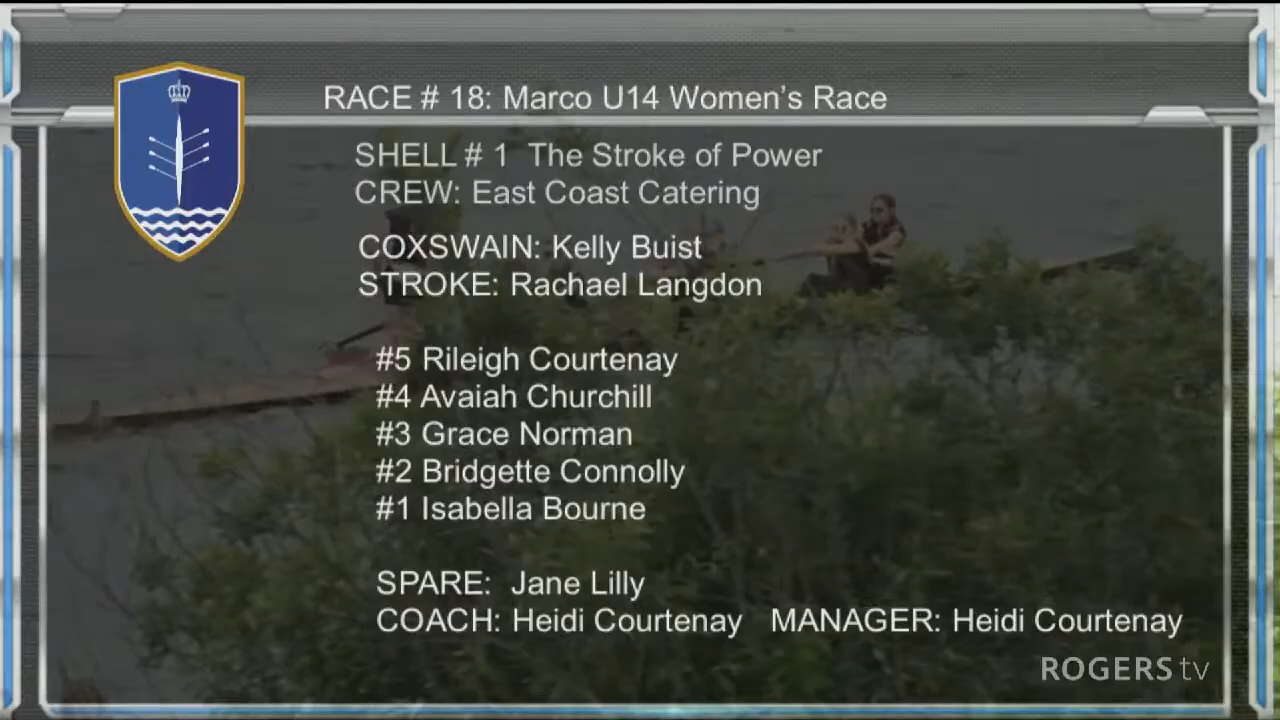 RACE # 18: Marco U14 Women's Race
SHELL # 1 The Stroke of Power
CREW: East Coast Catering
COXSWAIN: Kelly Buist
STROKE: Rachael Langdon
#5 Rileigh Courtenay
#4 Avaiah Churchill
#3 Grace Norman
#2 Bridgette Connolly
#1 Isabella Bourne
SPARE: Jane Lilly
COACH: Heidi Courtenay MANAGER: Heidi Courtenay
ROGERS tv